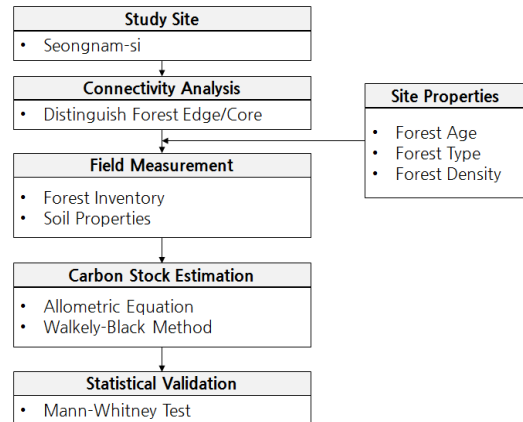 Study Site
• Seongnam-si
Connectivity Analysis
• Distinguish Forest Edge/Core
Site Properties
• Forest Age
• Forest Type
• Forest Density
Field Measurement
• Forest Inventory
• Soil Properties
Carbon Stock Estimation
• Allometric Equation
• Walkely-Black Method
Statistical Validation
• Mann-Whitney Test